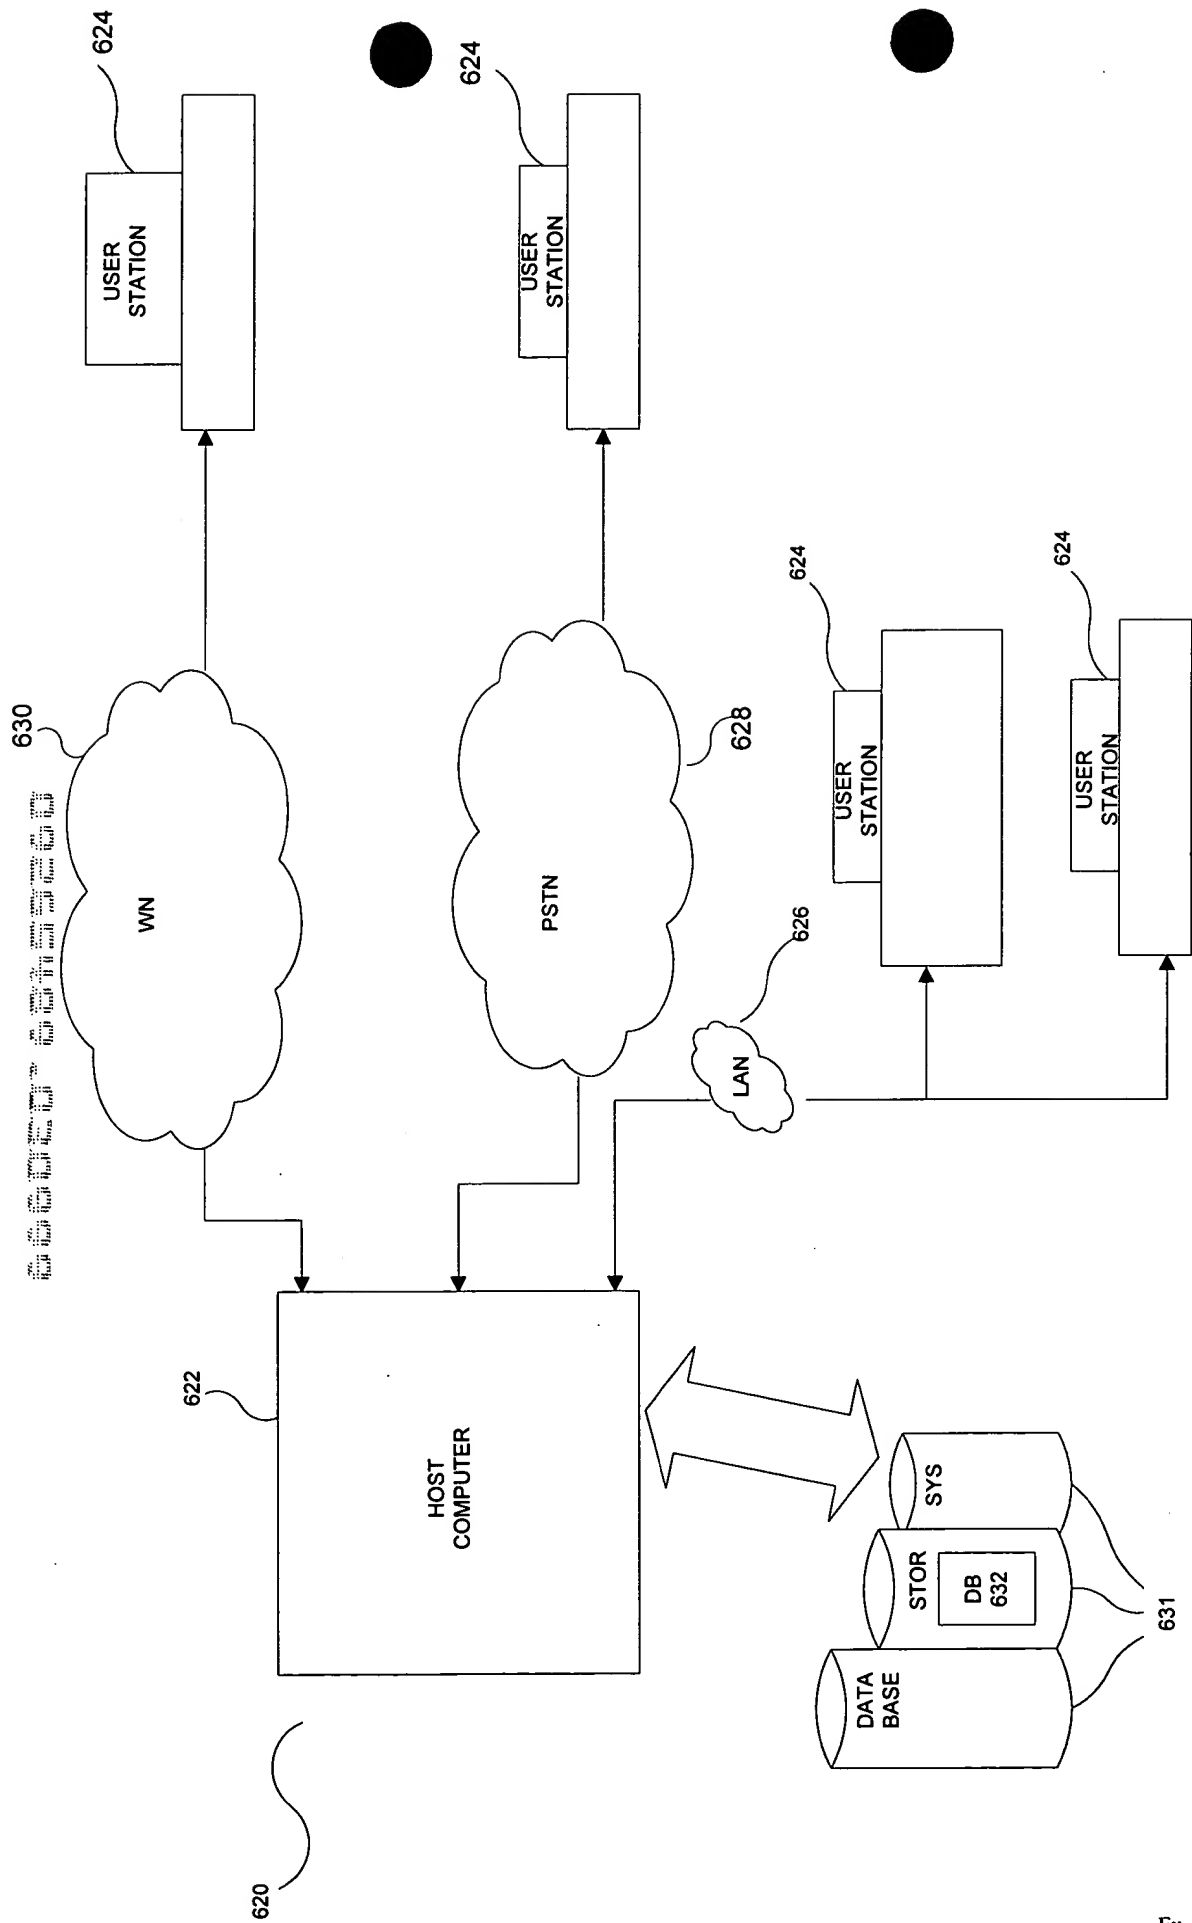 620
622
HOST
COMPUTER
630
WN
624
USER
STATION
PSTN
628
624
USER
STATION
LAN
626
624
USER
STATION
624
USER
STATION
DATA
BASE
STOR
DB
632
SYS
631